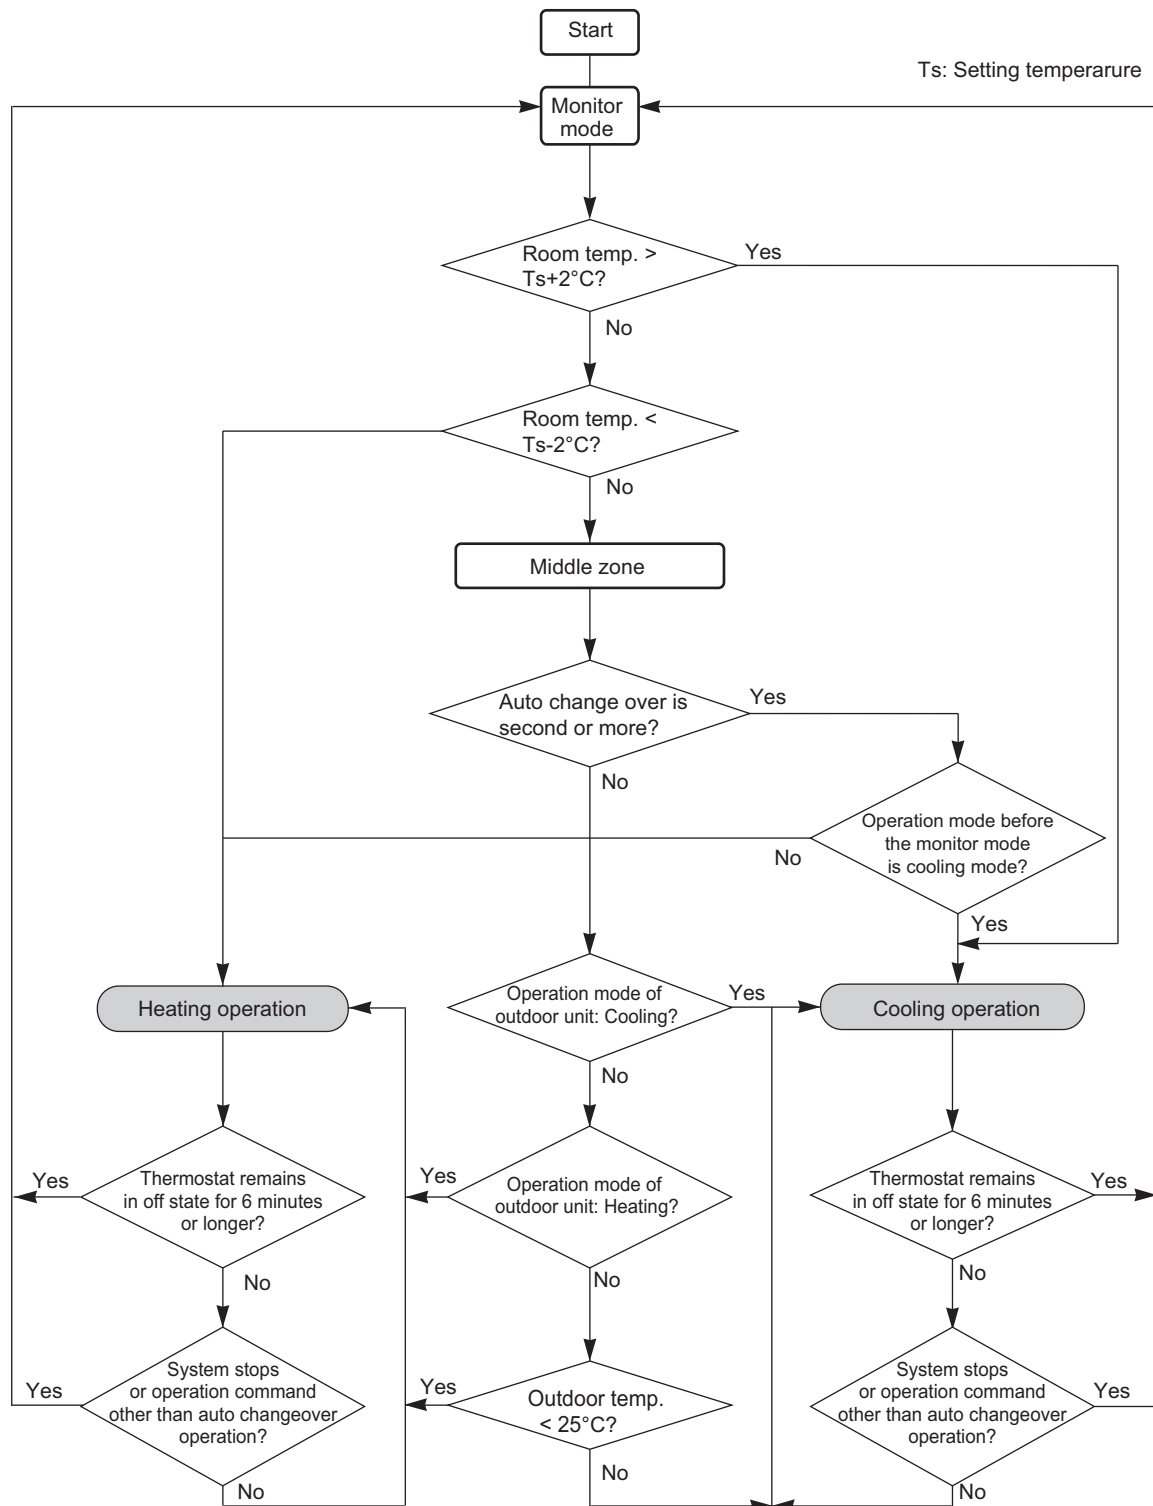 Start
Ts: Setting temperarure
Monitor
mode
Room temp. >
Ts+2°C?
Yes
No
Room temp. <
Ts-2°C?
No
Middle zone
Auto change over is
second or more?
Yes
No
Operation mode before
the monitor mode
is cooling mode?
No
Yes
Heating operation
Operation mode of
outdoor unit: Cooling?
Yes
Cooling operation
No
Thermostat remains
in off state for 6 minutes
or longer?
Yes
No
Operation mode of
outdoor unit: Heating?
Yes
No
Thermostat remains
in off state for 6 minutes
or longer?
Yes
No
System stops
or operation command
other than auto changeover
operation?
Yes
No
Outdoor temp.
< 25°C?
Yes
No
System stops
or operation command
other than auto changeover
operation?
Yes
No